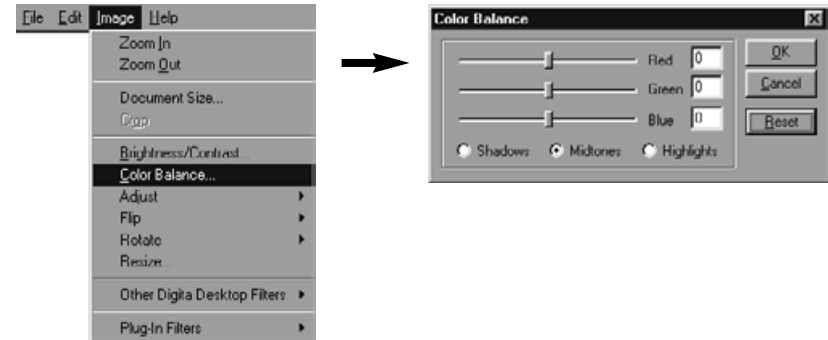 File Edit Image Help
Zoom In
Zoom Out
Document Size...
Crop
Brightness/Contrast...
Color Balance...
Adjust
Flip
Rotate
Resize...
Other Digita Desktop Filters
Plug-In Filters
Color Balance
Red 0
Green 0
Blue 0
Shadows Midtones Highlights
OK
Cancel
Reset